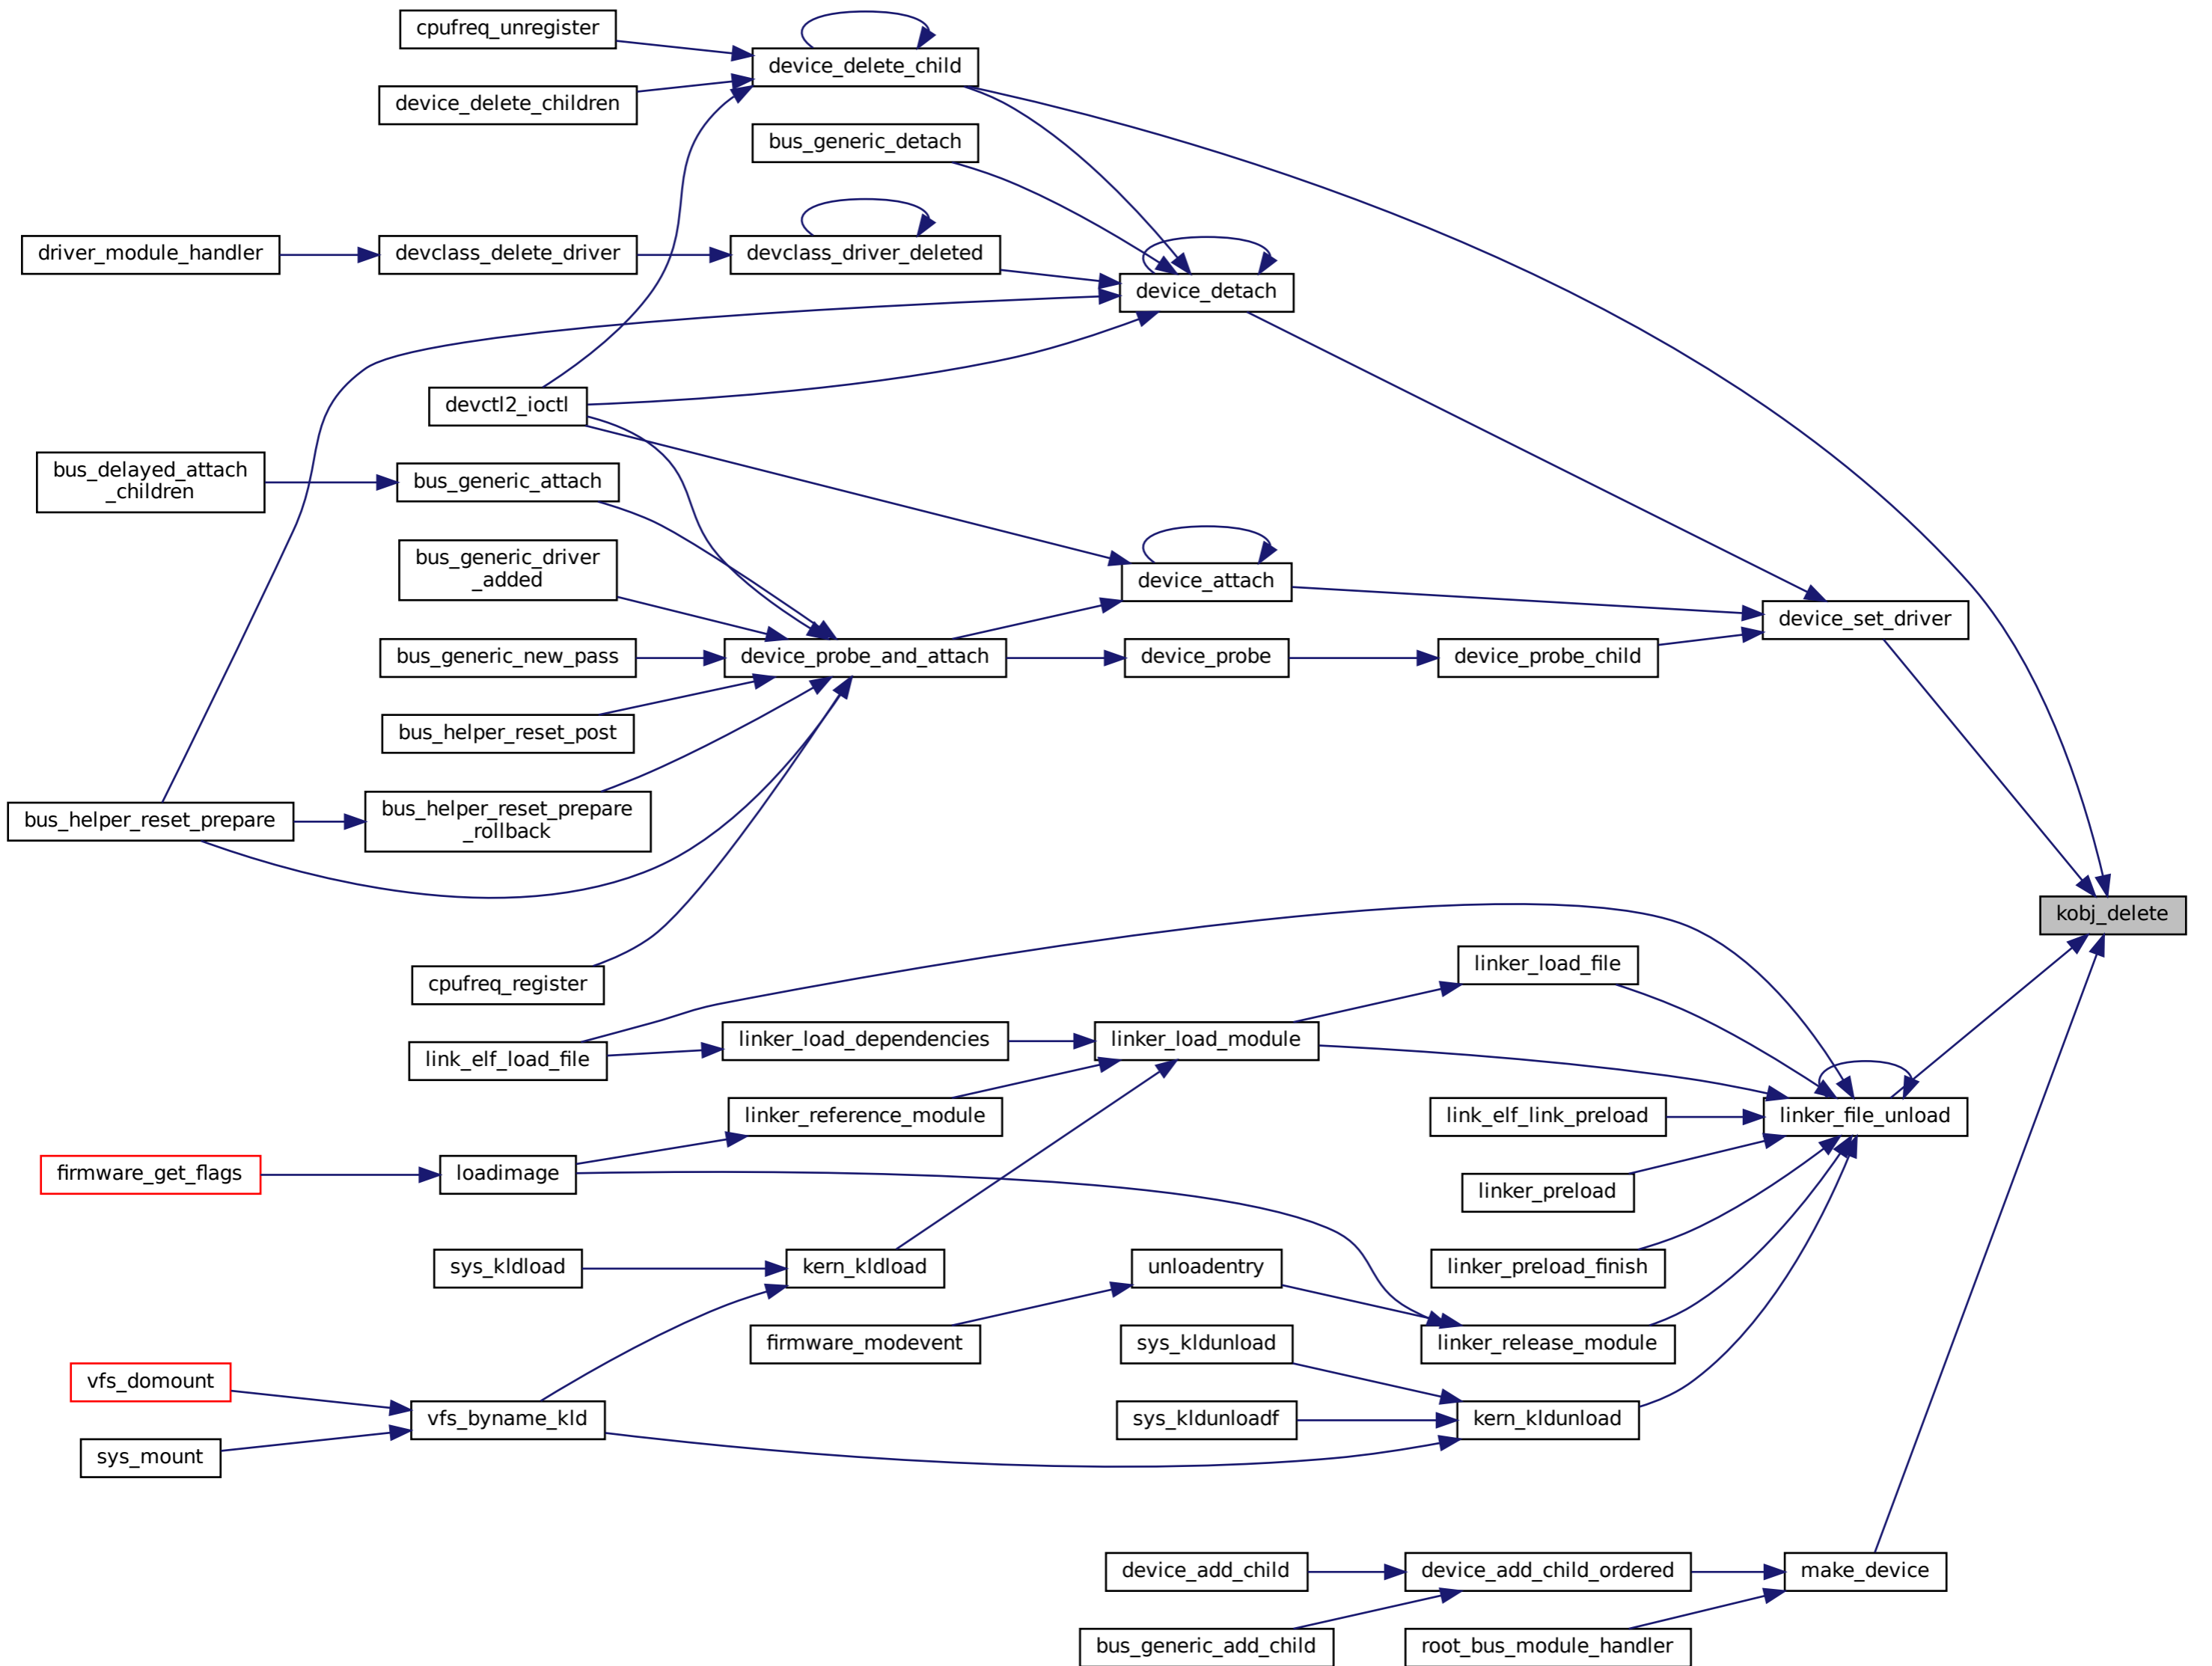 cpufreq_unregister
device_delete_child
device_delete_children
bus_generic_detach
driver_module_handler
devclass_delete_driver
devclass_driver_deleted
device_detach
devctl2_ioctl
bus_delayed_attach
_children
bus_generic_attach
bus_generic_driver
_added
device_attach
device_set_driver
bus_generic_new_pass
device_probe_and_attach
device_probe
device_probe_child
bus_helper_reset_post
bus_helper_reset_prepare
bus_helper_reset_prepare
_rollback
kobj_delete
cpufreq_register
linker_load_file
link_elf_load_file
linker_load_dependencies
linker_load_module
linker_reference_module
link_elf_link_preload
linker_file_unload
firmware_get_flags
loadimage
linker_preload
sys_kldload
kern_kldload
unloadentry
linker_preload_finish
firmware_modevent
sys_kldunload
linker_release_module
vfs_domount
vfs_byname_kld
sys_kldunloadf
kern_kldunload
sys_mount
device_add_child
device_add_child_ordered
make_device
bus_generic_add_child
root_bus_module_handler